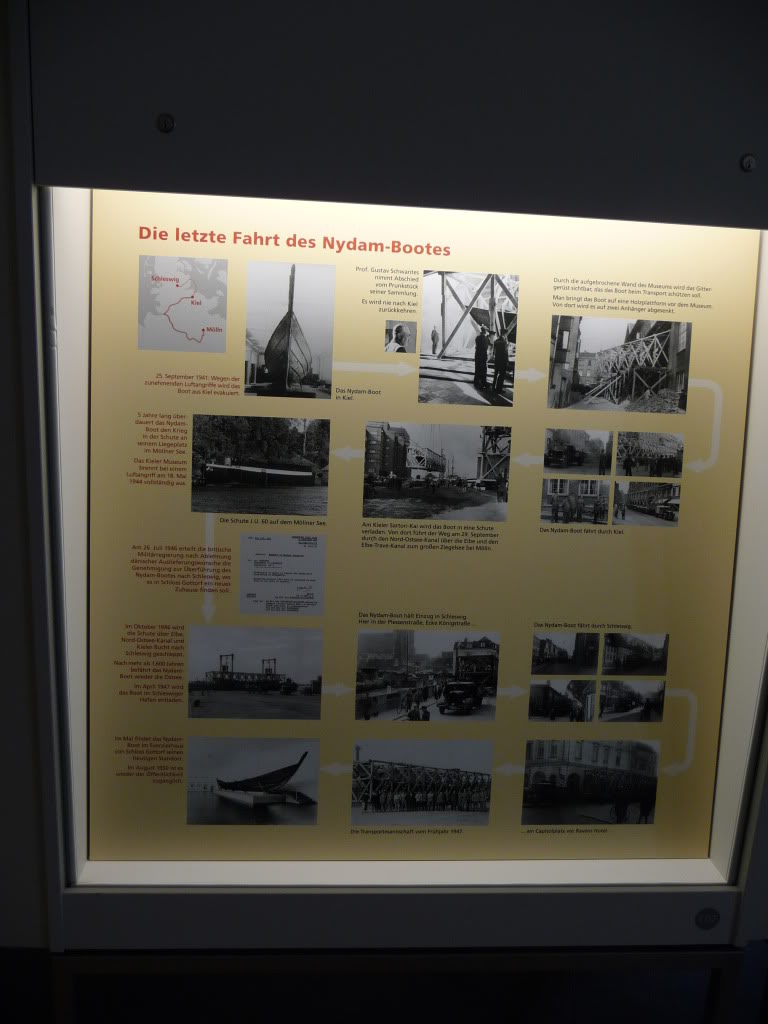 Die letzte Fahrt des Nydam-Bootes
Schleswig
Kiel
Mölln
25. September 1941: Wegen der
zunehmenden Luftangriffe wird das
Boot aus Kiel evakuiert.
Prof. Gustav Schwantes
nimmt Abschied
vom Prunkstück
seiner Sammlung.
Es wird nie nach Kiel
zurückkehren.
Das Nydam-Boot
in Kiel.
Durch die aufgebrochene Wand des Museums wird das Gitter-
gerüst sichtbar, das das Boot beim Transport schützen soll.
Man bringt das Boot auf eine Holzplattform vor dem Museum.
Von dort wird es auf zwei Anhänger abgesenkt.
Das Nydam-Boot fährt durch Kiel.
Am Kieler Sartori-Kai wird das Boot in eine Schute
verladen. Von dort führt der Weg am 29. September
durch den Nord-Ostsee-Kanal über die Elbe und den
Elbe-Trave-Kanal zum großen Ziegelsee bei Mölln.
5 Jahre lang über-
dauert das Nydam-
Boot den Krieg
in der Schute an
seinem Liegeplatz
im Möllner See.
Das Kieler Museum
brennt bei einem
Luftangriff am 18. Mai
1944 vollständig aus.
Die Schute J.U. 60 auf dem Möllner See.
Am 26. Juli 1946 erteilt die britische
Militärregierung nach Ablehnung
dänischer Auslieferungswünsche die
Genehmigung zur Überführung des
Nydam-Bootes nach Schleswig, wo
es in Schloss Gottorf ein neues
Zuhause finden soll.
Im Oktober 1946 wird
die Schute über Elbe,
Nord-Ostsee-Kanal und
Kieler Bucht nach
Schleswig geschleppt.
Nach mehr als 1.600 Jahren
befährt das Nydam-
Boot wieder die Ostsee.
Im April 1947 wird
das Boot im Schleswiger
Hafen entladen.
Das Nydam-Boot hält Einzug in Schleswig.
Hier in der Plessenstraße, Ecke Königstraße ...
Das Nydam-Boot fährt durch Schleswig,
... am Capitolplatz vor Ravens Hotel ...
Die Transportmannschaft vom Frühjahr 1947.
Im Mai findet das Nydam-
Boot im Exerzierhaus
von Schloss Gottorf seinen
heutigen Standort.
Im August 1950 ist es
wieder der Öffentlichkeit
zugänglich.